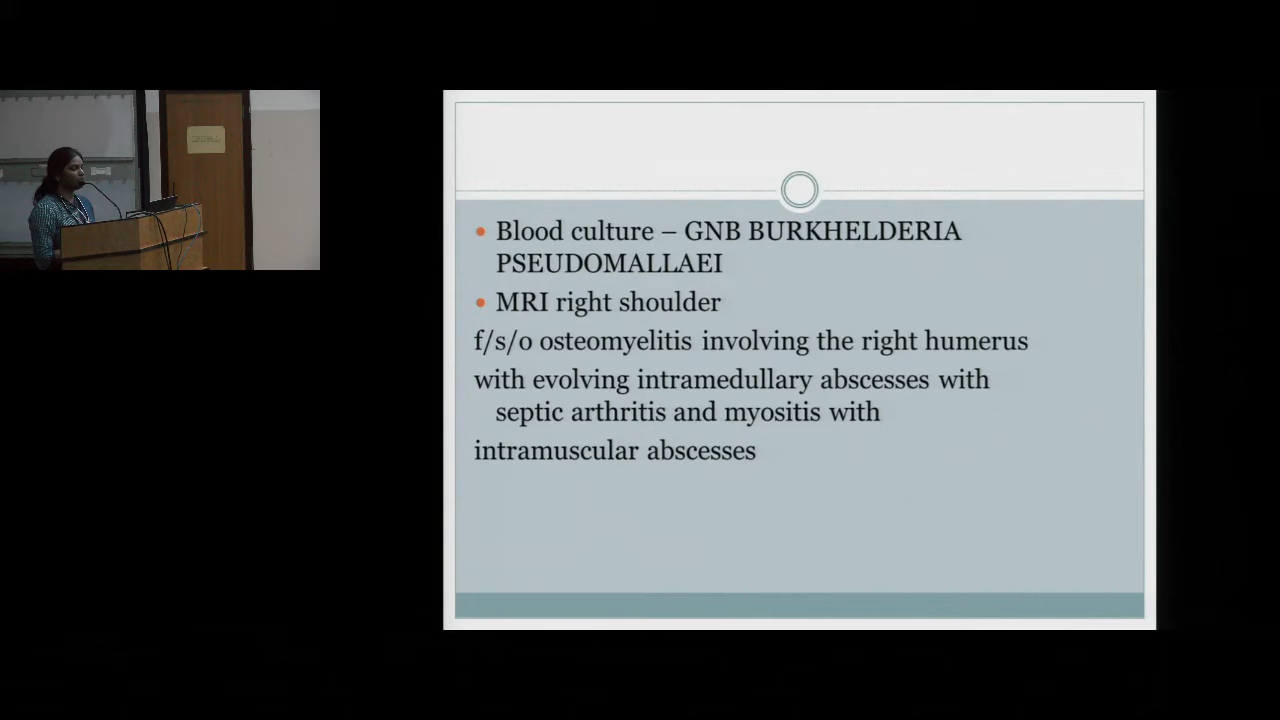 Blood culture – GNB BURKHELDERIA
PSEUDOMALLAEI
MRI right shoulder
f/s/o osteomyelitis involving the right humerus
with evolving intramedullary abscesses with
septic arthritis and myositis with
intramuscular abscesses